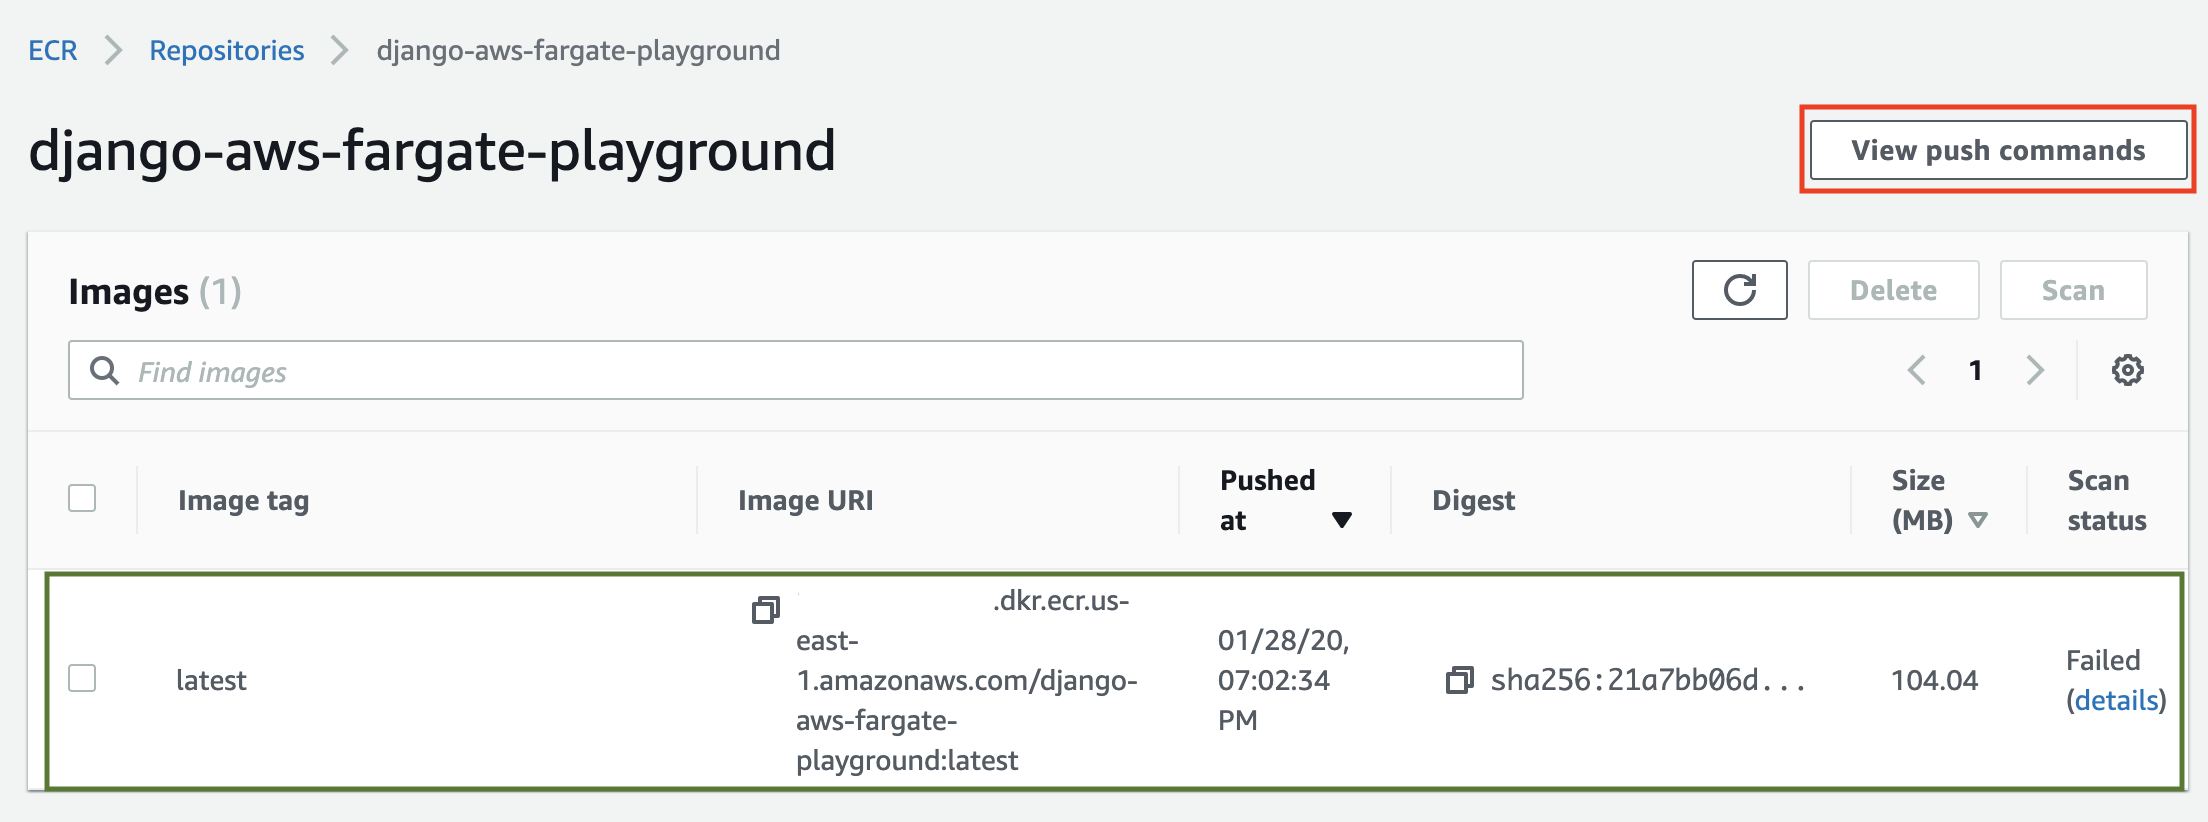 ECR > Repositories > django-aws-fargate-playground
django-aws-fargate-playground
View push commands
Images (1)
Delete
Scan
Find images
1
Image tag
Image URI
Pushed
at
Digest
Size
(MB)
Scan
status
latest
.dkr.ecr.us-
east-
1.amazonaws.com/django-
aws-fargate-
playground:latest
01/28/20,
07:02:34
PM
sha256:21a7bb06d...
104.04
Failed
(details)